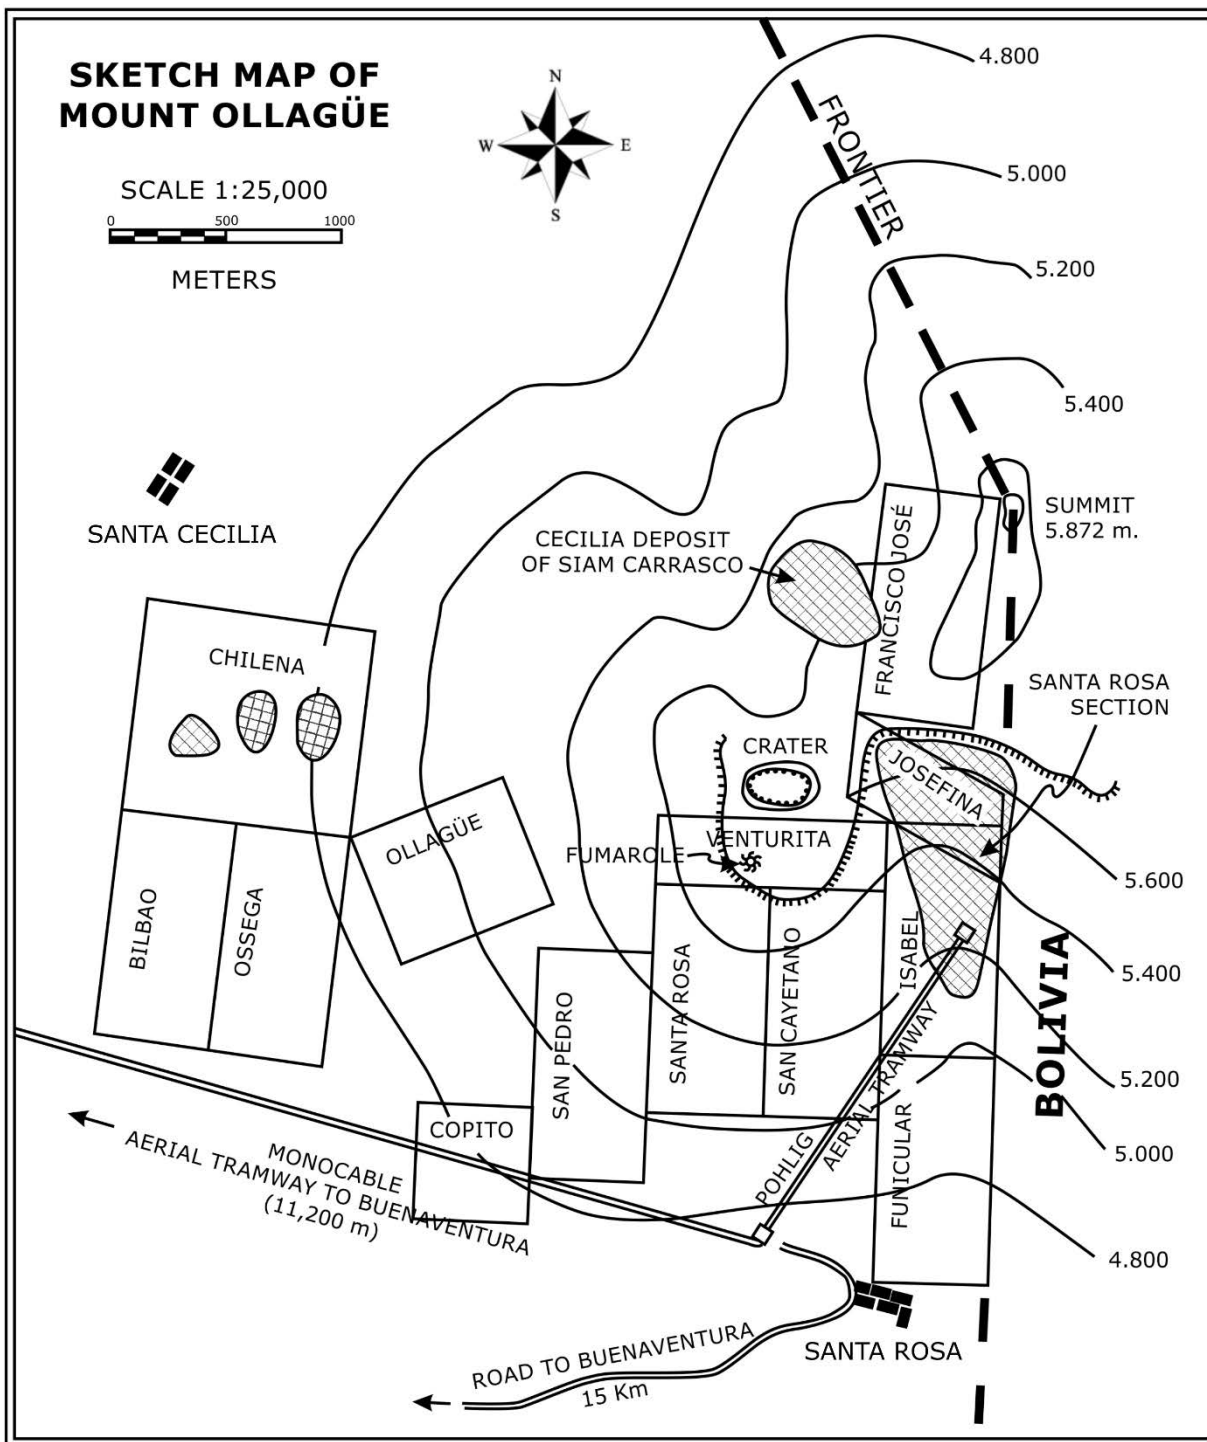 SKETCH MAP OF
MOUNT OLLAGÜE
SCALE 1:25,000
0 500 1000
METERS
N
W E
S
4.800
FRONTIER
5.000
5.200
5.400
SANTA CECILIA
CECILIA DEPOSIT
OF SIAM CARRASCO
SUMMIT
5.872 m.
FRANCISCO JOSÉ
CHILENA
SANTA ROSA
SECTION
CRATER
JOSEFINA
OLLAGÜE
FUMAROLE
VENTURITA
5.600
BILBAO
OSSEGA
SAN PEDRO
SANTA ROSA
SAN CAYETANO
ISABEL
BOLIVIA
5.400
5.200
5.000
COPITO
MONOCABLE
AERIAL TRAMWAY TO BUENAVENTURA
(11,200 m)
POHLIG
AERIAL TRAMWAY
FUNICULAR
4.800
SANTA ROSA
ROAD TO BUENAVENTURA
15 Km